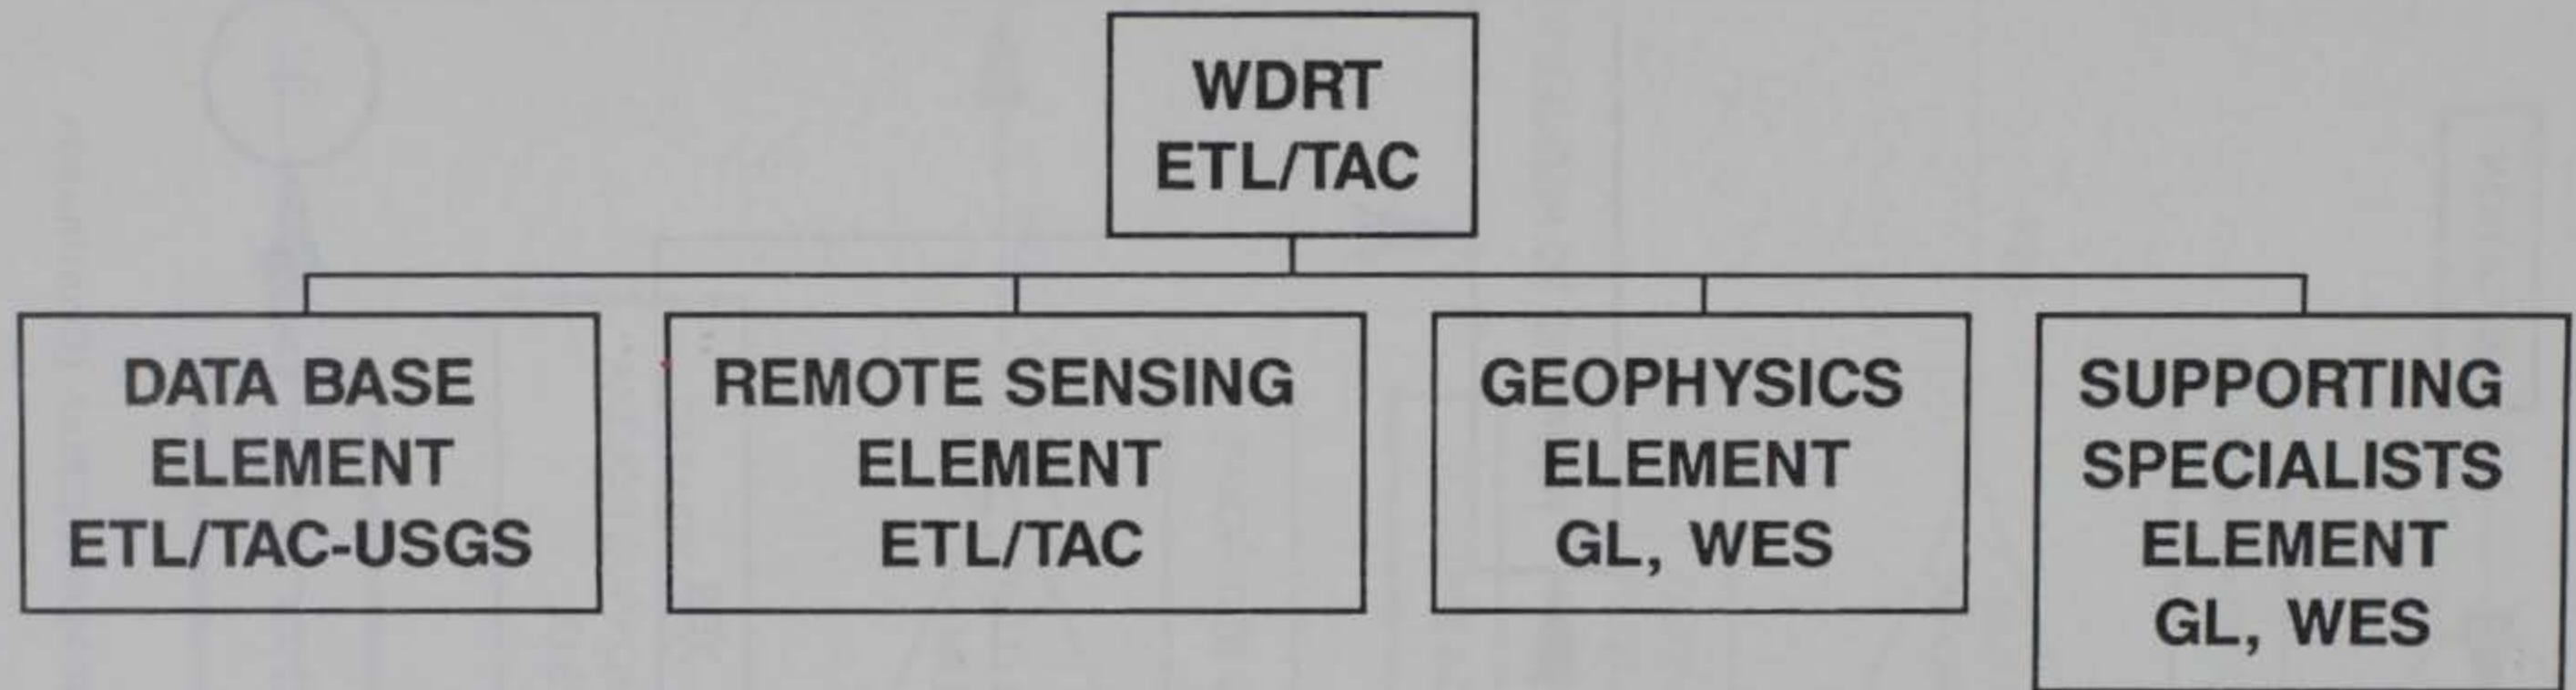 WDRT
ETL/TAC
DATA BASE
ELEMENT
ETL/TAC-USGS
REMOTE SENSING
ELEMENT
ETL/TAC
GEOPHYSICS
ELEMENT
GL, WES
SUPPORTING
SPECIALISTS
ELEMENT
GL, WES